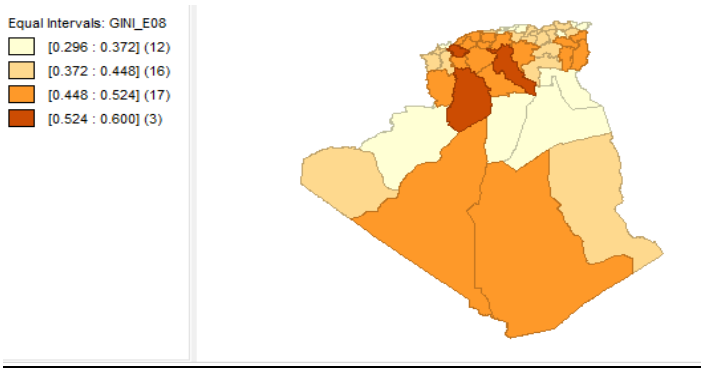 Equal Intervals: GINI_E08
[0.296 : 0.372] (12)
[0.372 : 0.448] (16)
[0.448 : 0.524] (17)
[0.524 : 0.600] (3)